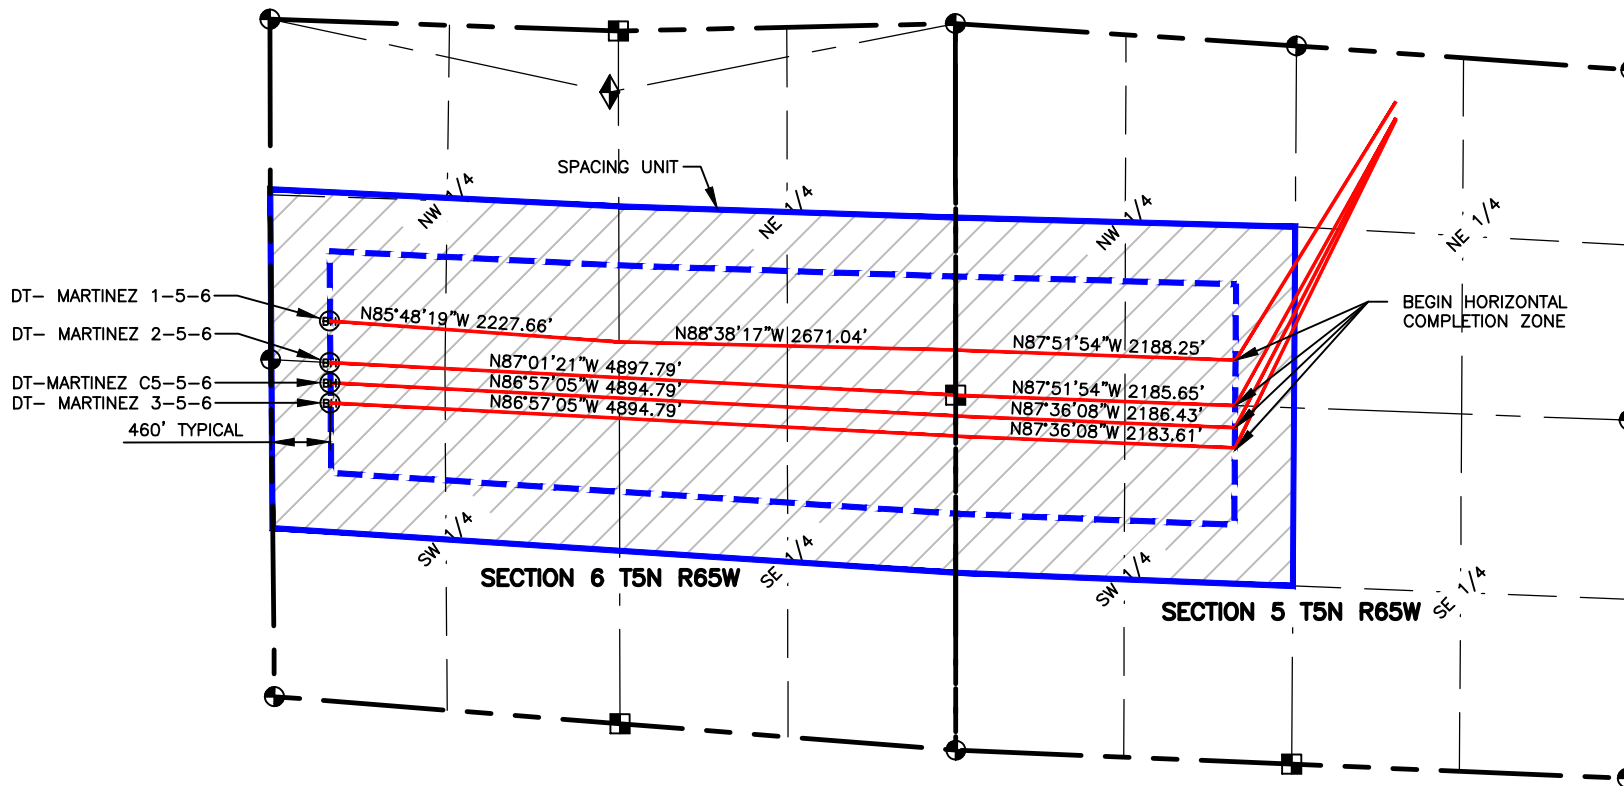 SPACING UNIT
NW 1/4
NE 1/4
NW 1/4
NE 1/4
DT- MARTINEZ 1-5-6
DT- MARTINEZ 2-5-6
DT-MARTINEZ C5-5-6
DT- MARTINEZ 3-5-6
460' TYPICAL
N85°48'19"W 2227.66'
N88°38'17"W 2671.04'
N87°51'54"W 2188.25'
N87°01'21"W 4897.79'
N87°51'54"W 2185.65'
N86°57'05"W 4894.79'
N87°36'08"W 2186.43'
N86°57'05"W 4894.79'
N87°36'08"W 2183.61'
BEGIN HORIZONTAL
COMPLETION ZONE
SW 1/4
SE 1/4
SW 1/4
SE 1/4
SECTION 6 T5N R65W
SECTION 5 T5N R65W